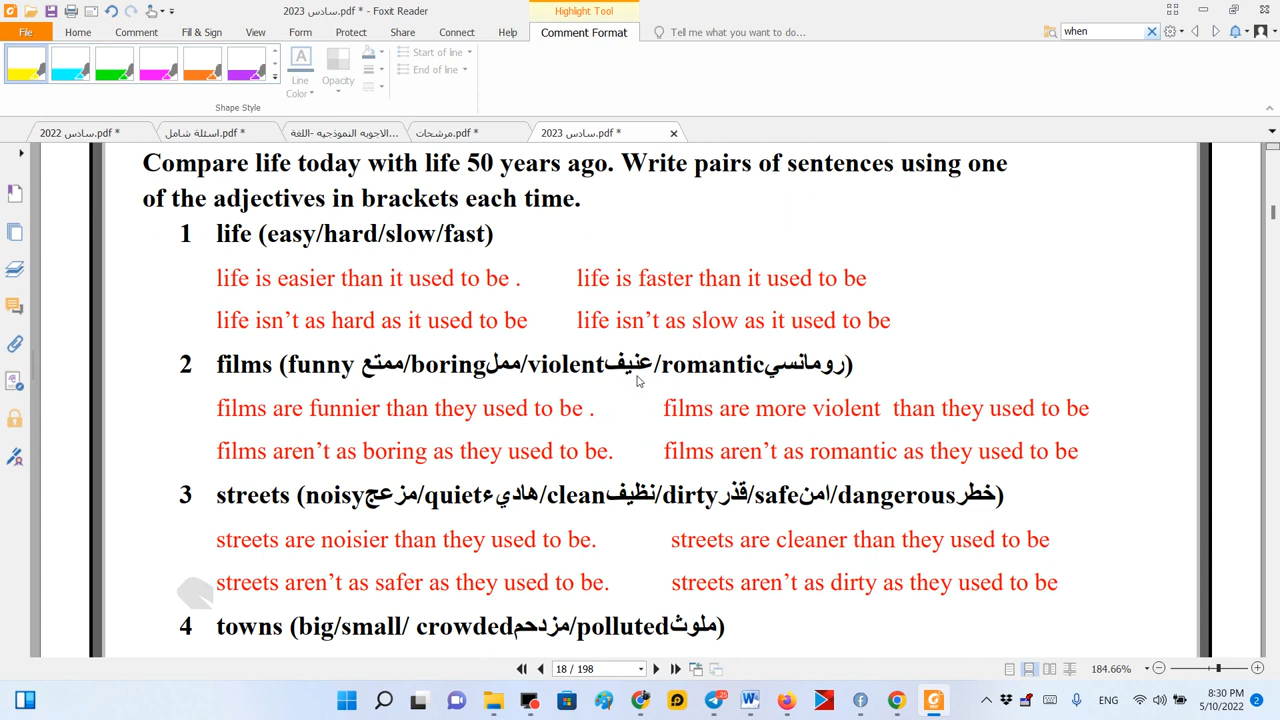 سادس 2023.pdf * - Foxit Reader
Highlight Tool
File Home Comment Fill & Sign View Form Protect Share Connect Help Comment Format Tell me what you want to do... when
Line Color
Opacity
Start of line
End of line
Shape Style
سادس 2022.pdf *
اسئلة شامل.pdf *
الاجوبه النموذجيه -اللغة...
مرشحات.pdf *
سادس 2023.pdf *
Compare life today with life 50 years ago. Write pairs of sentences using one
of the adjectives in brackets each time.
1 life (easy/hard/slow/fast)
life is easier than it used to be . life is faster than it used to be
life isn't as hard as it used to be life isn't as slow as it used to be
2 films (funny ممتع/boringممل/violentعنيف/romanticرومانسي)
films are funnier than they used to be . films are more violent than they used to be
films aren't as boring as they used to be. films aren't as romantic as they used to be
3 streets (noisyمزعج/quietهاديء/cleanنظيف/dirtyقذر/safeامن/dangerousخطر)
streets are noisier than they used to be. streets are cleaner than they used to be
streets aren't as safer as they used to be. streets aren't as dirty as they used to be
4 towns (big/small/ crowdedمزدحم/pollutedملوث)
18 / 198
184.66%
25
ENG
8:30 PM
5/10/2022
2